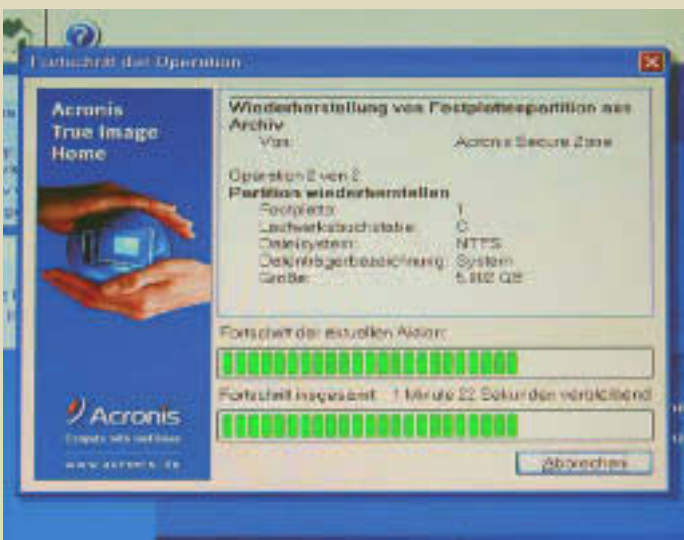 Fortschritt der Operation
Acronis
True Image
Home
Wiederherstellung von Festplattenpartition aus
Archiv
Von: Acronis Secure Zone
Operation 2 von 2
Partition wiederherstellen
Festplatte: 1
Laufwerksbuchstabe: C
Dateisystem: NTFS
Datenträgerbezeichnung: System
Größe: GB
Fortschritt der aktuellen Aktion:
Fortschritt insgesamt: 1 Minute 22 Sekunden verbleibend
Acronis
www.acronis.de
Abbrechen